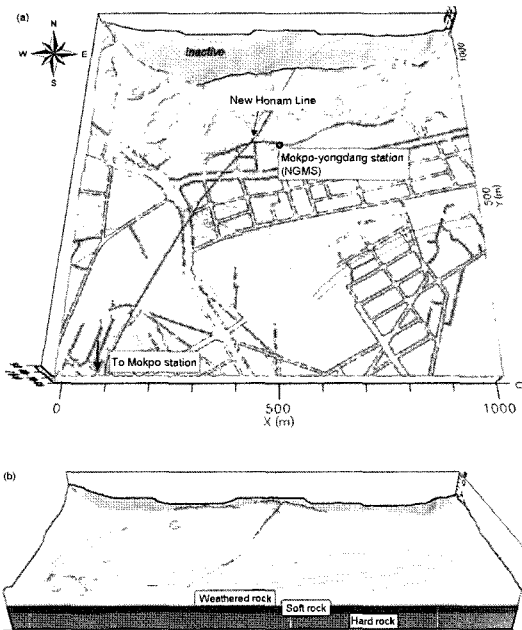 (a)
N
W E
S
Inactive
1000
New Honam Line
Mokpo-yongdang station
(NGMS)
500
Y (m)
To Mokpo station
0 500 1000
X (m)
(b)
Weathered rock
Soft rock
Hard rock